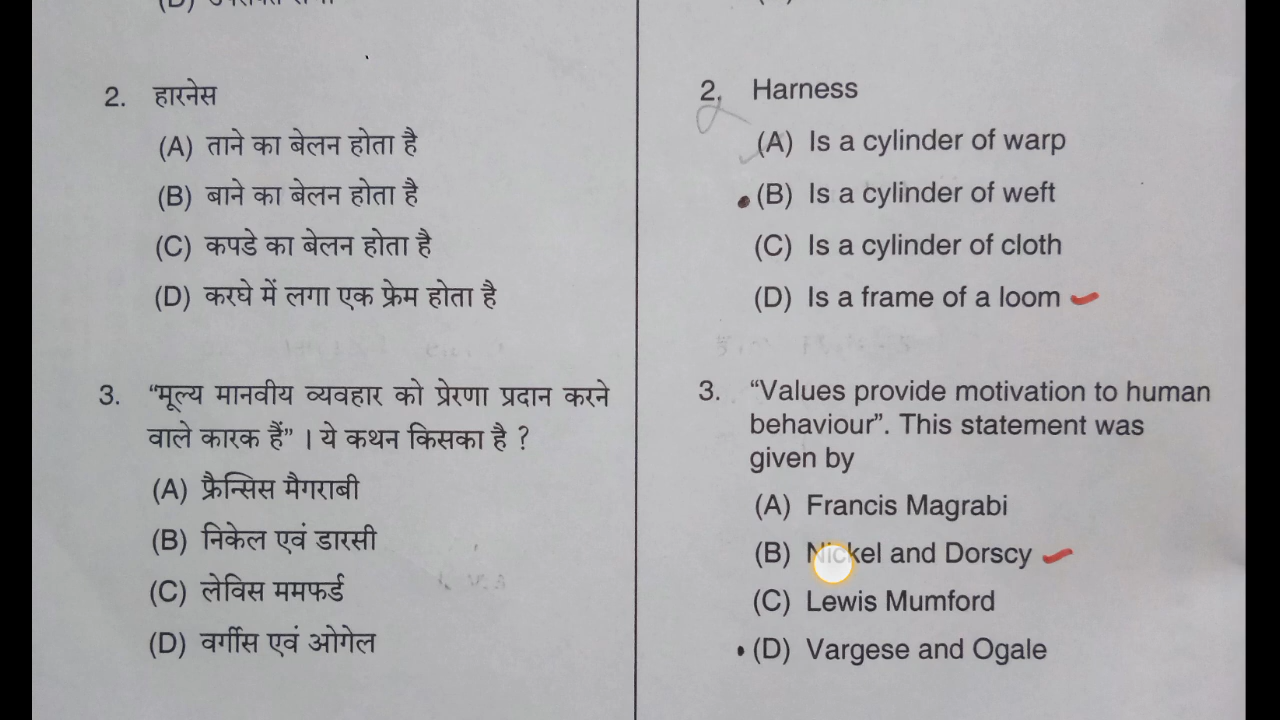 2. हारनेस
(A) ताने का बेलन होता है
(B) बाने का बेलन होता है
(C) कपडे का बेलन होता है
(D) करघे में लगा एक फ्रेम होता है
3. “मूल्य मानवीय व्यवहार को प्रेरणा प्रदान करने
वाले कारक हैं” । ये कथन किसका है ?
(A) फ्रैन्सिस मैगराबी
(B) निकेल एवं डारसी
(C) लेविस ममफर्ड
(D) वर्गीस एवं ओगेल
2. Harness
(A) Is a cylinder of warp
(B) Is a cylinder of weft
(C) Is a cylinder of cloth
(D) Is a frame of a loom
3. “Values provide motivation to human
behaviour”. This statement was
given by
(A) Francis Magrabi
(B) Nickel and Dorscy
(C) Lewis Mumford
(D) Vargese and Ogale